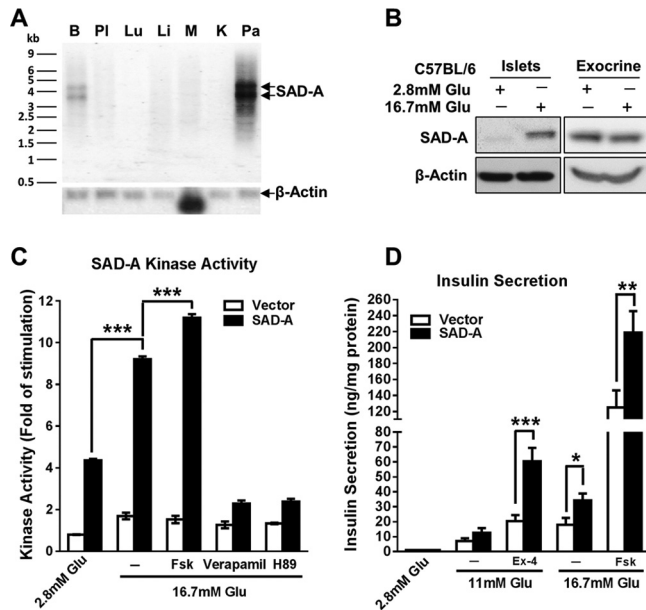 A
B Pl Lu Li M K Pa
kb
9
6
5
4
3
2.5
2
1.5
1
0.5
SAD-A
β-Actin
B
C57BL/6 Islets Exocrine
2.8mM Glu + – + –
16.7mM Glu – + – +
SAD-A
β-Actin
C
SAD-A Kinase Activity
Kinase Activity (Fold of stimulation)
12
10
8
6
4
2
0
Vector
SAD-A
***
***
2.8mM Glu
– Fsk Verapamil H89
16.7mM Glu
D
Insulin Secretion
Insulin Secretion (ng/mg protein)
260
240
220
200
180
160
140
120
60
50
40
30
20
10
0
Vector
SAD-A
***
*
**
2.8mM Glu
– Ex-4 – Fsk
11mM Glu 16.7mM Glu